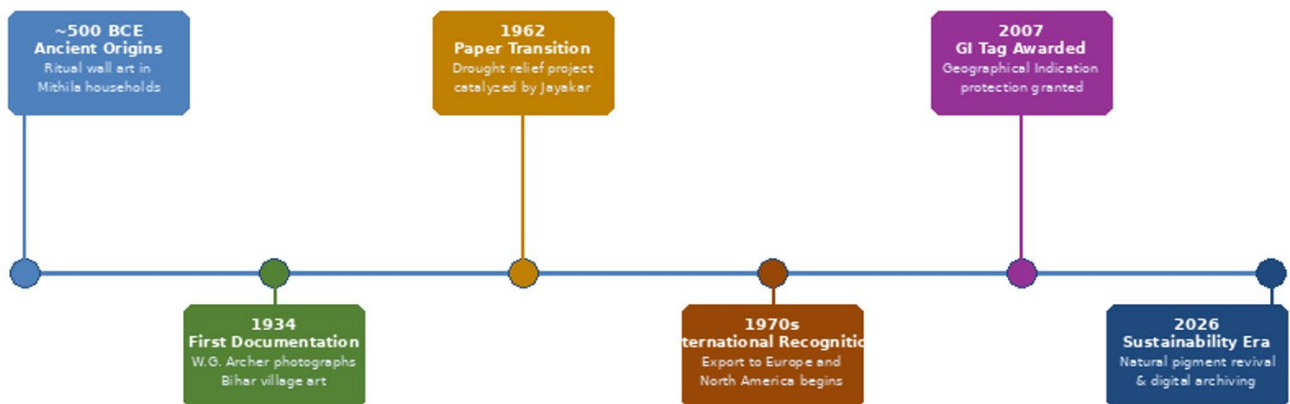 ~500 BCE
Ancient Origins
Ritual wall art in
Mithila households
1934
First Documentation
W.G. Archer photographs
Bihar village art
1962
Paper Transition
Drought relief project
catalyzed by Jayakar
1970s
ternational Recognitio
Export to Europe and
North America begins
2007
GI Tag Awarded
Geographical Indication
protection granted
2026
Sustainability Era
Natural pigment revival
& digital archiving